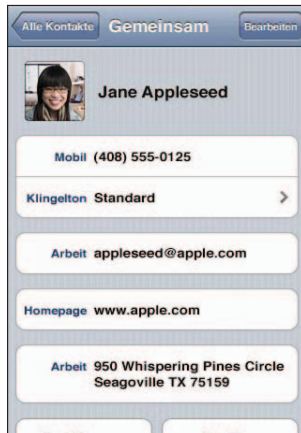 Alle Kontakte Gemeinsam Bearbeiten
Jane Appleseed
Mobil (408) 555-0125
Klingelton Standard
Arbeit appleseed@apple.com
Homepage www.apple.com
Arbeit 950 Whispering Pines Circle
Seagoville TX 75159